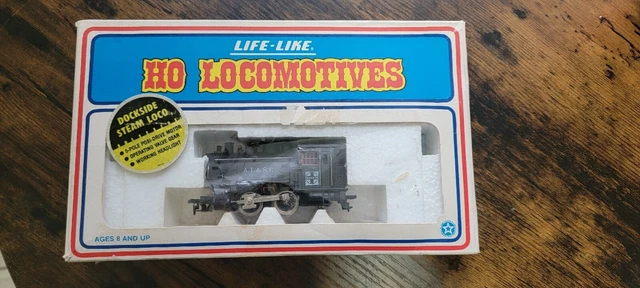 LIFE-LIKE®
HO LOCOMOTIVES
DOCKSIDE
STEAM LOCO...
• 3-POLE POSI-DRIVE MOTOR
• OPERATING VALVE GEAR
• WORKING HEADLIGHT
AGES 8 AND UP